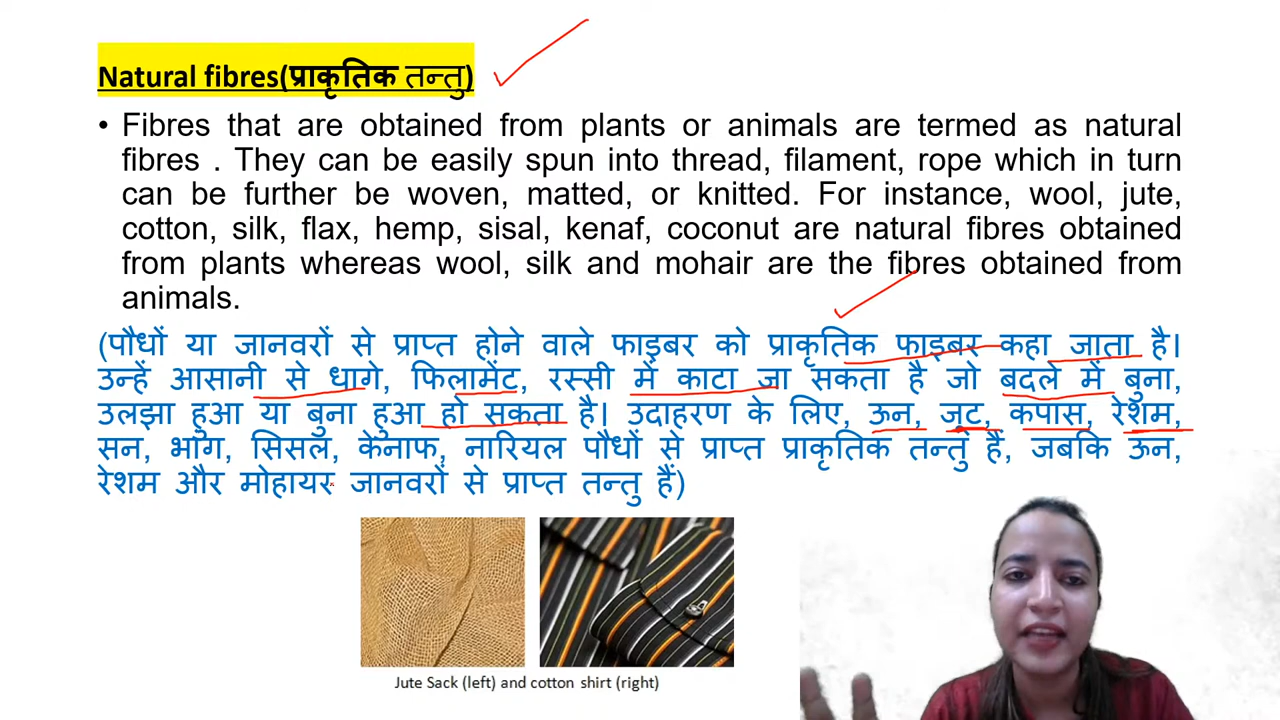 Natural fibres(प्राकृतिक तन्तु)
• Fibres that are obtained from plants or animals are termed as natural
fibres . They can be easily spun into thread, filament, rope which in turn
can be further be woven, matted, or knitted. For instance, wool, jute,
cotton, silk, flax, hemp, sisal, kenaf, coconut are natural fibres obtained
from plants whereas wool, silk and mohair are the fibres obtained from
animals.
(पौधों या जानवरों से प्राप्त होने वाले फाइबर को प्राकृतिक फाइबर कहा जाता है।
उन्हें आसानी से धागे, फिलामेंट, रस्सी में काटा जा सकता है जो बदले में बुना,
उलझा हुआ या बुना हुआ हो सकता है। उदाहरण के लिए, ऊन, जूट, कपास, रेशम,
सन, भांग, सिसल, केनाफ, नारियल पौधों से प्राप्त प्राकृतिक तन्तु हैं, जबकि ऊन,
रेशम और मोहायर जानवरों से प्राप्त तन्तु हैं)
Jute Sack (left) and cotton shirt (right)